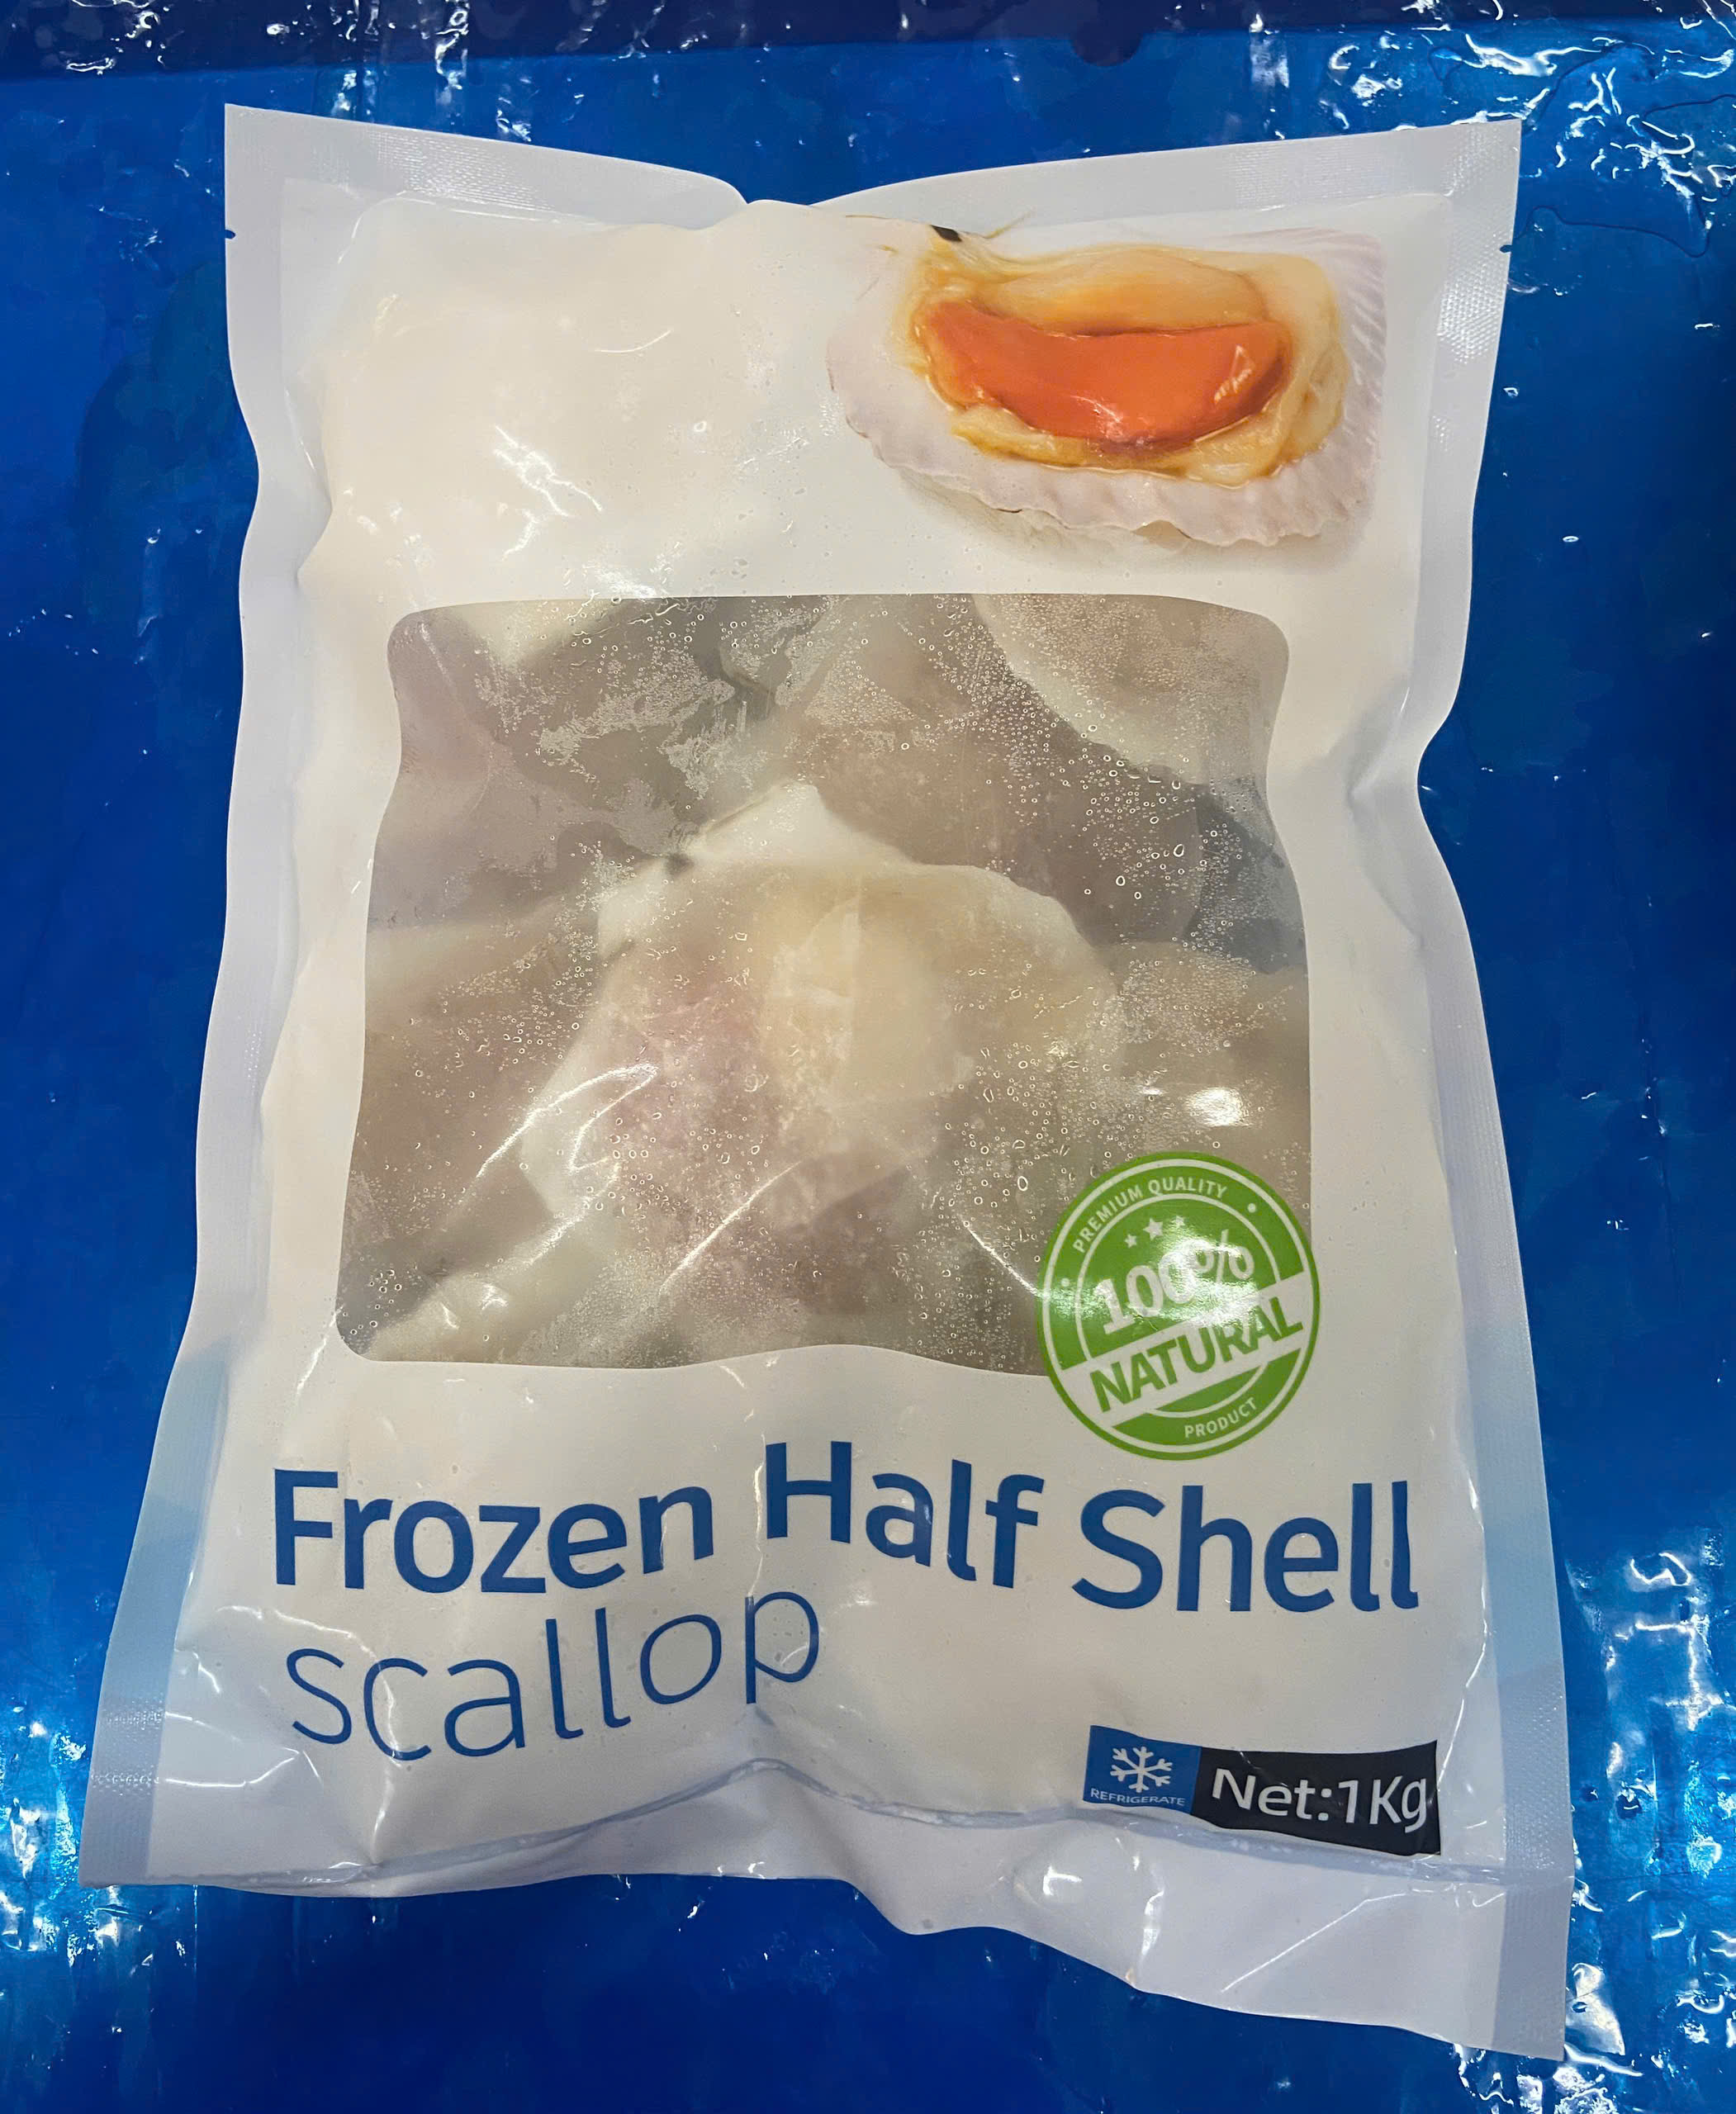 PREMIUM QUALITY
100%
NATURAL
PRODUCT
Frozen Half Shell
scallop
REFRIGERATE
Net:1Kg